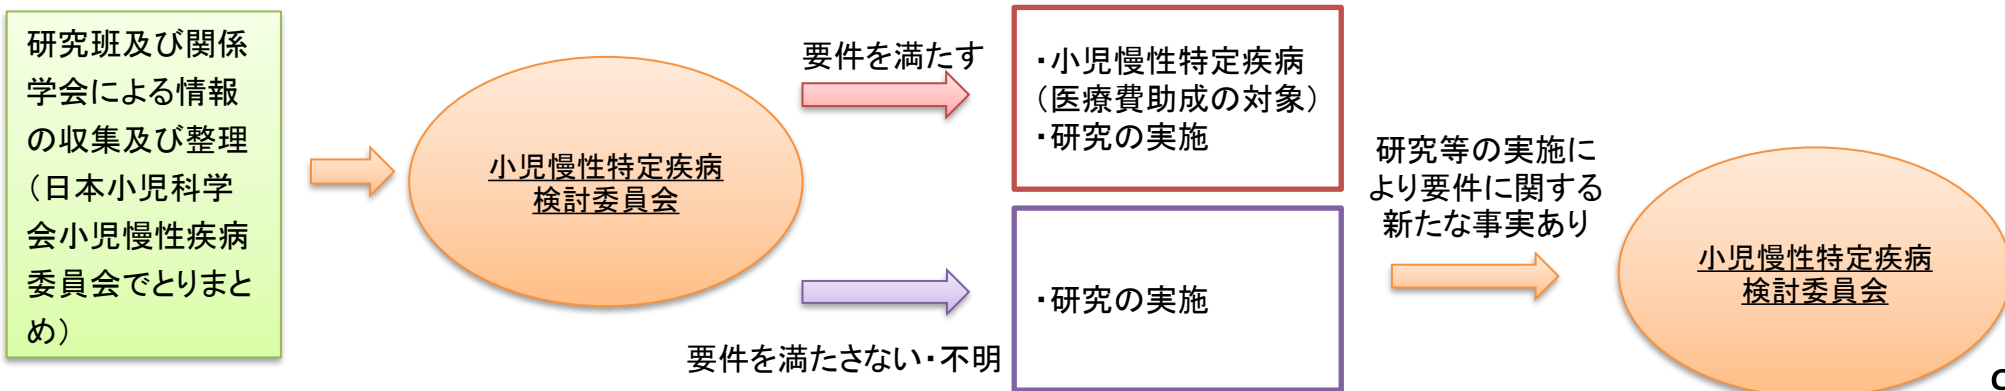 研究班及び関係
学会による情報
の収集及び整理
（日本小児科学
会小児慢性疾病
委員会でとりまと
め）
小児慢性特定疾病
検討委員会
要件を満たす
・小児慢性特定疾病
（医療費助成の対象）
・研究の実施
要件を満たさない・不明
・研究の実施
研究等の実施に
より要件に関する
新たな事実あり
小児慢性特定疾病
検討委員会